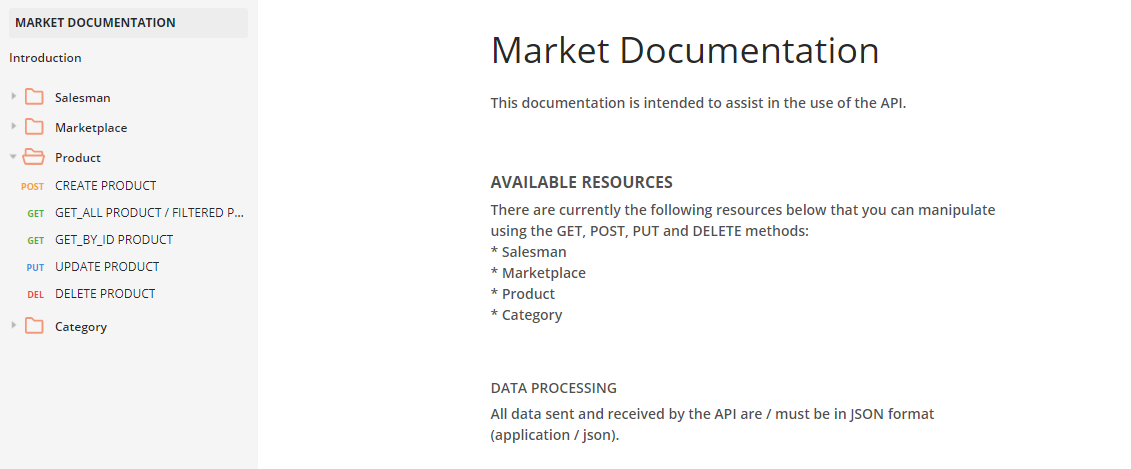 MARKET DOCUMENTATION
Introduction
Salesman
Marketplace
Product
POST CREATE PRODUCT
GET GET_ALL PRODUCT / FILTERED P...
GET GET_BY_ID PRODUCT
PUT UPDATE PRODUCT
DEL DELETE PRODUCT
Category
Market Documentation
This documentation is intended to assist in the use of the API.
AVAILABLE RESOURCES
There are currently the following resources below that you can manipulate
using the GET, POST, PUT and DELETE methods:
* Salesman
* Marketplace
* Product
* Category
DATA PROCESSING
All data sent and received by the API are / must be in JSON format
(application / json).